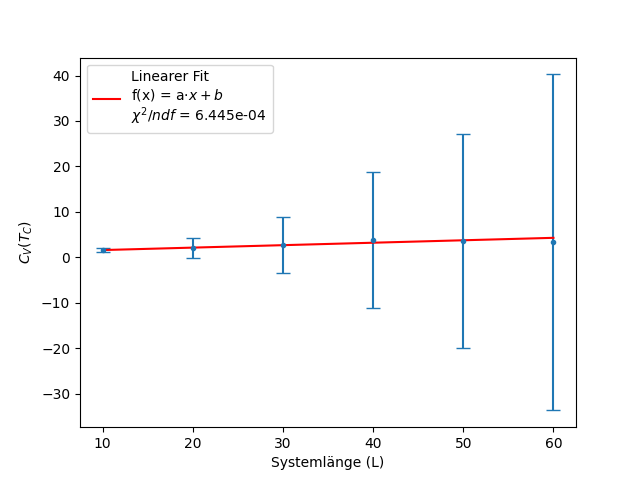 Linearer Fit
f(x) = a·x + b
χ²/ndf = 6.445e-04
40
30
20
10
0
−10
−20
−30
C_V(T_C)
10 20 30 40 50 60
Systemlänge (L)